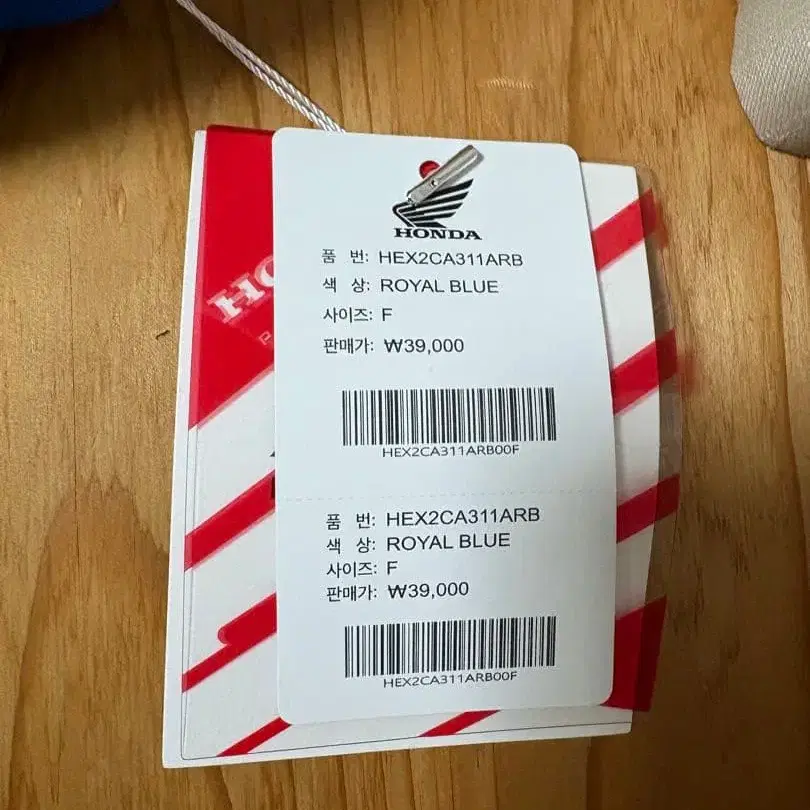 HONDA
품 번: HEX2CA311ARB
색 상: ROYAL BLUE
사이즈: F
판매가: ₩39,000
HEX2CA311ARB00F
품 번: HEX2CA311ARB
색 상: ROYAL BLUE
사이즈: F
판매가: ₩39,000
HEX2CA311ARB00F